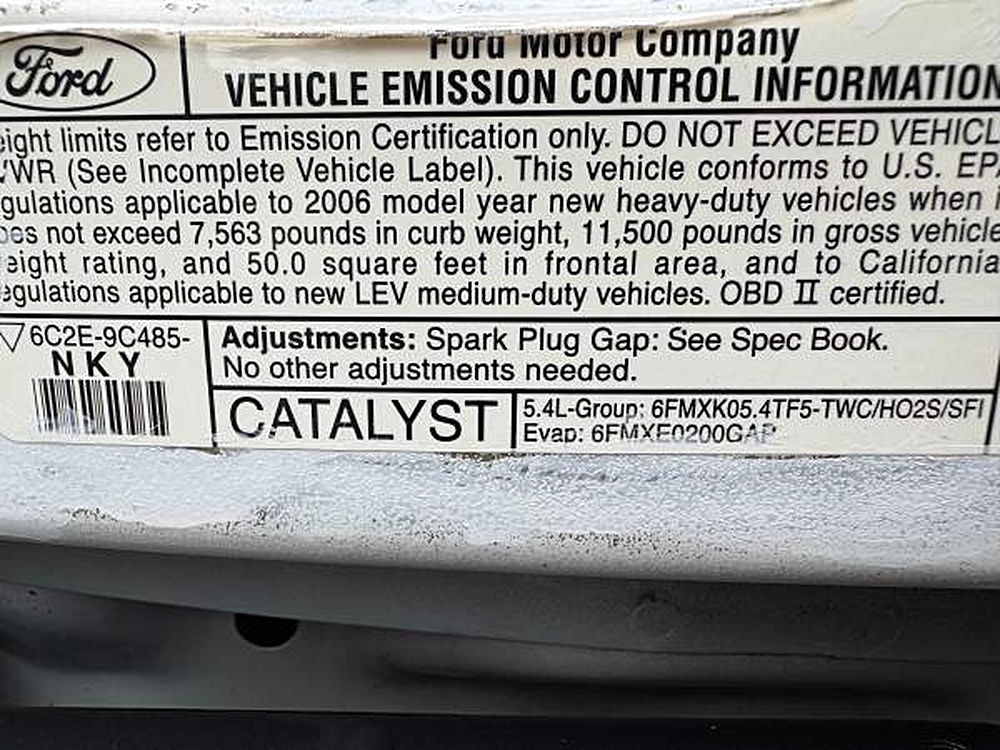 Ford
Ford Motor Company
VEHICLE EMISSION CONTROL INFORMATION
eight limits refer to Emission Certification only. DO NOT EXCEED VEHICL
VWR (See Incomplete Vehicle Label). This vehicle conforms to U.S. EPA
gulations applicable to 2006 model year new heavy-duty vehicles when
es not exceed 7,563 pounds in curb weight, 11,500 pounds in gross vehicle
eight rating, and 50.0 square feet in frontal area, and to California
egulations applicable to new LEV medium-duty vehicles. OBD II certified.
6C2E-9C485-
NKY
Adjustments: Spark Plug Gap: See Spec Book.
No other adjustments needed.
CATALYST
5.4L-Group: 6FMXK05.4TF5-TWC/HO2S/SFI
Evap: 6FMXE0200GAP